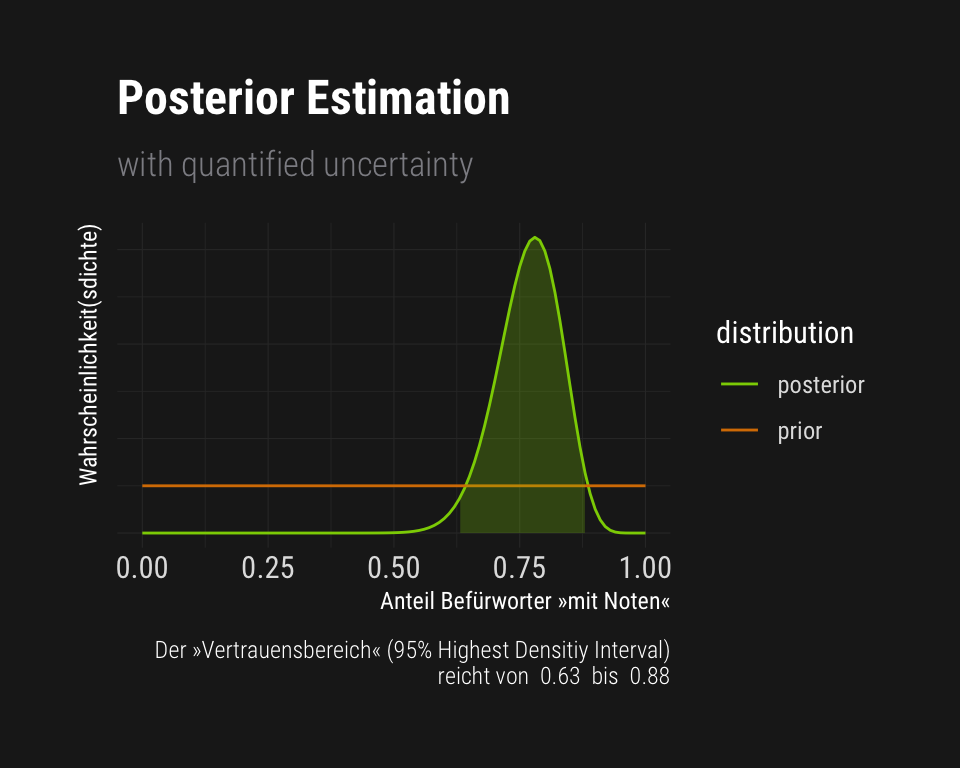 Posterior Estimation
with quantified uncertainty
Wahrscheinlichkeit(sdichte)
distribution
posterior
prior
0.00 0.25 0.50 0.75 1.00
Anteil Befürworter »mit Noten«
Der »Vertrauensbereich« (95% Highest Densitiy Interval)
reicht von 0.63 bis 0.88